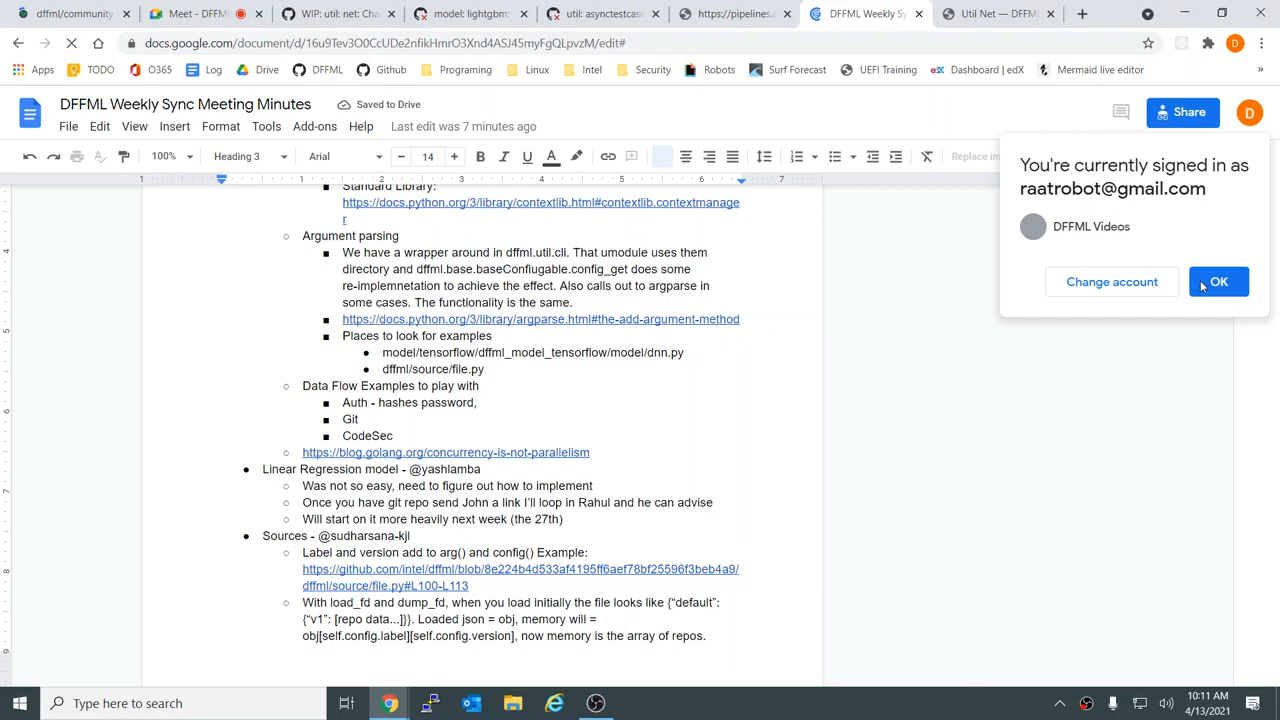 dffml/community
Meet - DFFM
WIP: util: net: Cha
model: lightgbm:
util: asynctestcase
https://pipelines.
DFFML Weekly Sy
Util Net — DFFML
docs.google.com/document/d/16u9Tev3O0CcUDe2nfikHmrO3Xnd4ASJ45myFgQLpvzM/edit#
Apps
TODO
O365
Log
Drive
DFFML
Github
Programing
Linux
Intel
Security
Robots
Surf Forecast
UEFI Training
Dashboard | edX
Mermaid live editor
DFFML Weekly Sync Meeting Minutes
Saved to Drive
Share
D
File
Edit
View
Insert
Format
Tools
Add-ons
Help
Last edit was 7 minutes ago
100%
Heading 3
Arial
14
Replace im
1
1
2
3
4
5
6
7
You're currently signed in as
raatrobot@gmail.com
DFFML Videos
Change account
OK
Standard Library:
https://docs.python.org/3/library/contextlib.html#contextlib.contextmanage
r
Argument parsing
We have a wrapper around in dffml.util.cli. That umodule uses them
directory and dffml.base.baseConfiugable.config_get does some
re-implemnetation to achieve the effect. Also calls out to argparse in
some cases. The functionality is the same.
https://docs.python.org/3/library/argparse.html#the-add-argument-method
Places to look for examples
model/tensorflow/dffml_model_tensorflow/model/dnn.py
dffml/source/file.py
Data Flow Examples to play with
Auth - hashes password,
Git
CodeSec
https://blog.golang.org/concurrency-is-not-parallelism
Linear Regression model - @yashlamba
Was not so easy, need to figure out how to implement
Once you have git repo send John a link I'll loop in Rahul and he can advise
Will start on it more heavily next week (the 27th)
Sources - @sudharsana-kjl
Label and version add to arg() and config() Example:
https://github.com/intel/dffml/blob/8e224b4d533af4195ff6aef78bf25596f3beb4a9/
dffml/source/file.py#L100-L113
With load_fd and dump_fd, when you load initially the file looks like {“default”:
{“v1”: [repo data...]}}. Loaded json = obj, memory will =
obj[self.config.label][self.config.version], now memory is the array of repos.
Type here to search
10:11 AM
4/13/2021